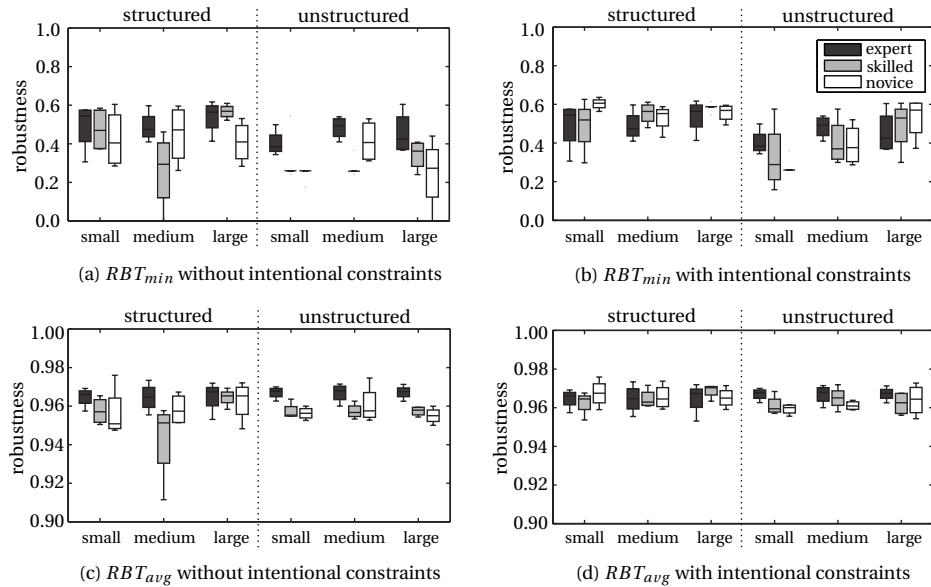 structured unstructured
1.0
0.8
0.6
0.4
0.2
0.0
robustness
small medium large small medium large
(a) RBTmin without intentional constraints
structured unstructured
1.0
0.8
0.6
0.4
0.2
0.0
robustness
expert
skilled
novice
small medium large small medium large
(b) RBTmin with intentional constraints
structured unstructured
1.00
0.98
0.96
0.94
0.92
0.90
robustness
small medium large small medium large
(c) RBTavg without intentional constraints
structured unstructured
1.00
0.98
0.96
0.94
0.92
0.90
robustness
small medium large small medium large
(d) RBTavg with intentional constraints